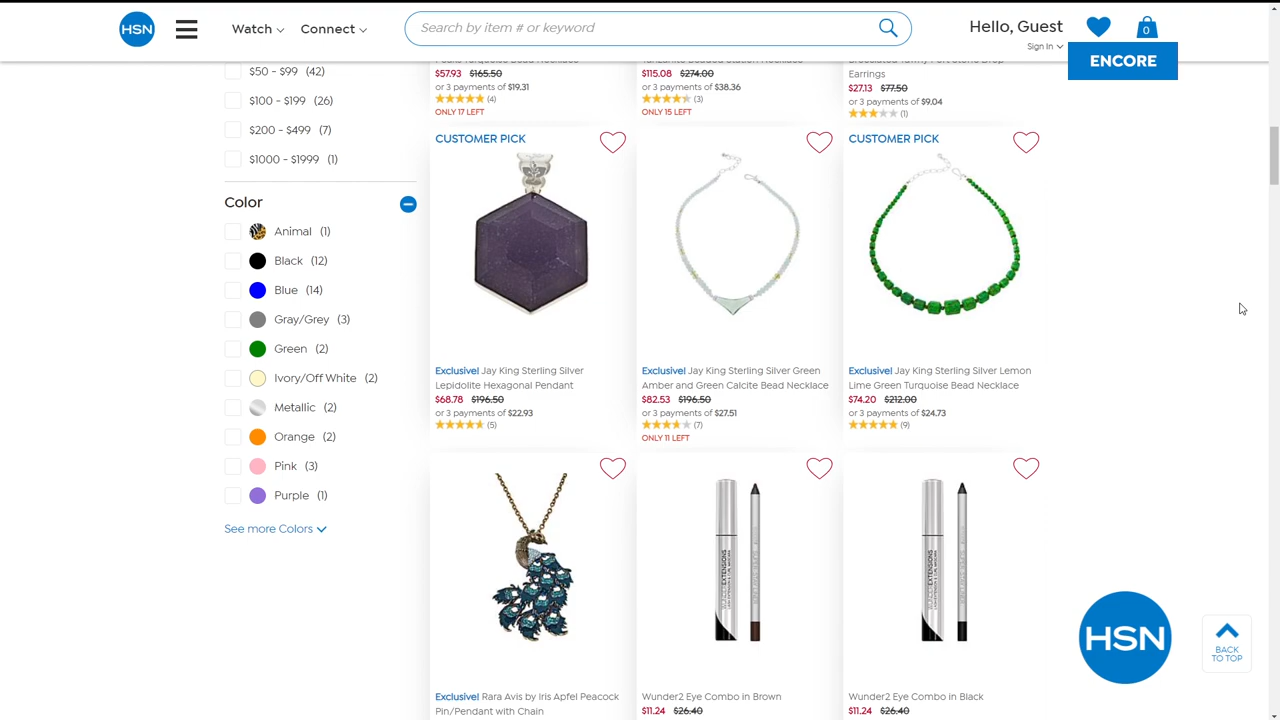 HSN
Watch
Connect
Search by item # or keyword
Hello, Guest
Sign In
0
ENCORE
$50 - $99 (42)
$100 - $199 (26)
$200 - $499 (7)
$1000 - $1999 (1)
Color
Animal (1)
Black (12)
Blue (14)
Gray/Grey (3)
Green (2)
Ivory/Off White (2)
Metallic (2)
Orange (2)
Pink (3)
Purple (1)
See more Colors
$57.93 $165.50
or 3 payments of $19.31
(4)
ONLY 17 LEFT
$115.08 $274.00
or 3 payments of $38.36
(3)
ONLY 15 LEFT
Earrings
$27.13 $77.50
or 3 payments of $9.04
(1)
CUSTOMER PICK
Exclusive! Jay King Sterling Silver
Lepidolite Hexagonal Pendant
$68.78 $196.50
or 3 payments of $22.93
(5)
Exclusive! Jay King Sterling Silver Green
Amber and Green Calcite Bead Necklace
$82.53 $196.50
or 3 payments of $27.51
(7)
ONLY 11 LEFT
CUSTOMER PICK
Exclusive! Jay King Sterling Silver Lemon
Lime Green Turquoise Bead Necklace
$74.20 $212.00
or 3 payments of $24.73
(9)
Exclusive! Rara Avis by Iris Apfel Peacock
Pin/Pendant with Chain
Wunder2 Eye Combo in Brown
$11.24 $26.40
Wunder2 Eye Combo in Black
$11.24 $26.40
HSN
BACK
TO TOP